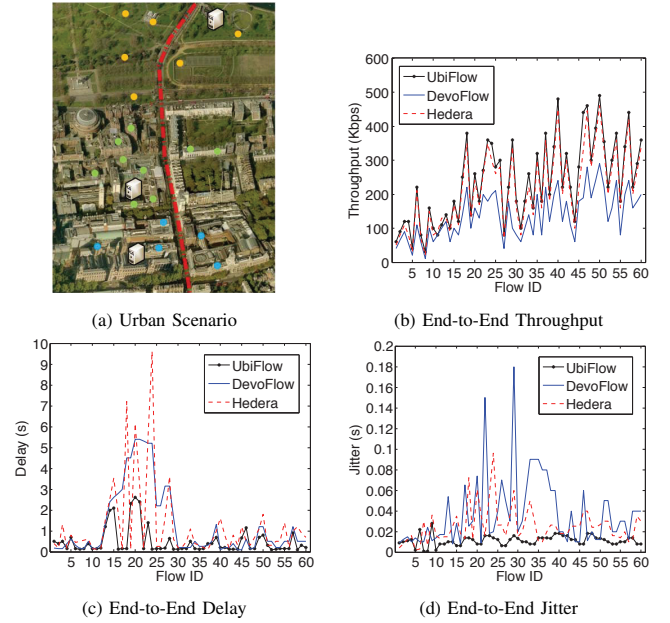 600
500
400
300
200
100
0
Throughput (Kbps)
UbiFlow
DevoFlow
Hedera
5 10 15 20 25 30 35 40 45 50 55 60
Flow ID
(a) Urban Scenario
(b) End-to-End Throughput
10
9
8
7
6
5
4
3
2
1
0
Delay (s)
UbiFlow
DevoFlow
Hedera
5 10 15 20 25 30 35 40 45 50 55 60
Flow ID
0.2
0.18
0.16
0.14
0.12
0.1
0.08
0.06
0.04
0.02
0
Jitter (s)
UbiFlow
DevoFlow
Hedera
5 10 15 20 25 30 35 40 45 50 55 60
Flow ID
(c) End-to-End Delay
(d) End-to-End Jitter